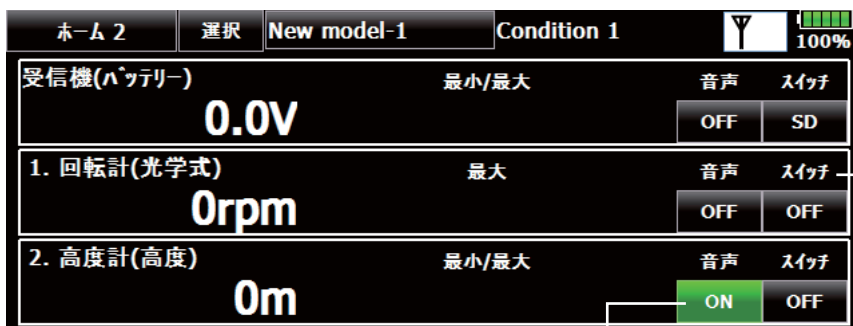 ホーム 2 選択 New model-1 Condition 1 100%
受信機(バッテリー) 最小/最大 音声 スイッチ
0.0V OFF SD
1. 回転計(光学式) 最大 音声 スイッチ
0rpm OFF OFF
2. 高度計(高度) 最小/最大 音声 スイッチ
0m ON OFF